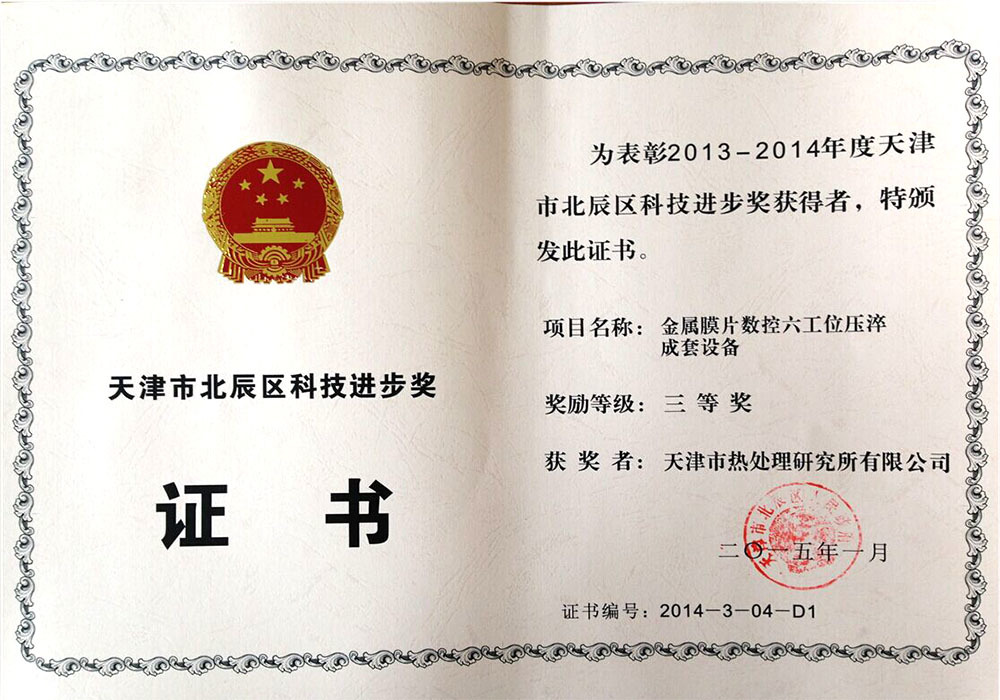 天津市北辰区科技进步奖
证书
为表彰2013-2014年度天津
市北辰区科技进步奖获得者，特颁
发此证书。
项目名称：金属膜片数控六工位压淬
成套设备
奖励等级：三等奖
获奖者：天津市热处理研究所有限公司
二〇一五年一月
证书编号：2014-3-04-D1